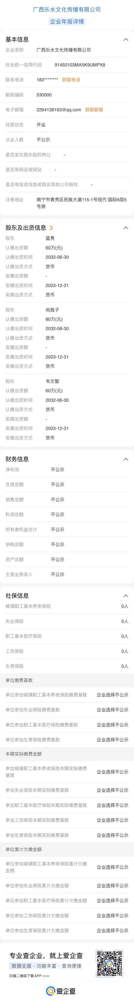 广西乐水文化传播有限公司
企业年报详情
基本信息
企业名称 广西乐水文化传播有限公司
社会统一信用代码 91450103MA5K9UMPX8
联系电话 183******** 获取电话
邮政编码 530000
电子邮箱 2264138163@qq.com 获取邮箱
经营状态 开业
从业人数 不公示
是否发生股东股权转让 -
是否有网店或网站 -
是否有投资信息或购买其他公司股权 -
注册地址 南宁市青秀区民族大道115-1号现代·国际6层5
号房
股东及出资信息 3
股东 蓝焘
认缴出资额 60万(元)
认缴出资时间 2032-06-30
认缴出资方式 货币
实缴出资额 -
实缴出资时间 2023-12-31
实缴出资方式 货币
股东 尚旌子
认缴出资额 80万(元)
认缴出资时间 2032-06-30
认缴出资方式 货币
实缴出资额 -
实缴出资时间 2023-12-31
实缴出资方式 货币
股东 韦文智
认缴出资额 60万(元)
认缴出资时间 2032-06-30
认缴出资方式 货币
实缴出资额 -
实缴出资时间 2023-12-31
实缴出资方式 货币
财务信息
净利润 不公示
负债总额 不公示
销售总额 不公示
利润总额 不公示
所有者权益合计 不公示
纳税总额 不公示
资产总额 不公示
主营业务收入 不公示
社保信息
城镇职工基本养老保险 0人
失业保险 0人
职工基本医疗保险 0人
工伤保险 0人
生育保险 0人
单位缴费基数
单位参加城镇职工基本养老保险缴费基数 企业选择不公示
单位参加失业保险缴费基数 企业选择不公示
单位参加职工基本医疗保险缴费基数 企业选择不公示
单位参加生育保险缴费基数 企业选择不公示
本期实际缴费金额
参加城镇职工基本养老保险本期实际缴费
基数 企业选择不公示
参加失业保险本期实际缴费基数 企业选择不公示
参加职工基本医疗保险本期实际缴费基数 企业选择不公示
参加工伤保险本期实际缴费基数 企业选择不公示
参加生育保险本期实际缴费基数 企业选择不公示
单位累计欠缴金额
单位参加城镇职工基本养老保险累计欠缴
金额 企业选择不公示
单位参加失业保险累计欠缴金额 企业选择不公示
单位参加职工基本医疗保险累计欠缴金额 企业选择不公示
单位参加工伤保险累计欠缴金额 企业选择不公示
单位参加生育保险累计欠缴金额 企业选择不公示
专业查企业，就上爱企查
数据全面·功能丰富·查询便捷
扫描二维码下载APP >>>
爱企查